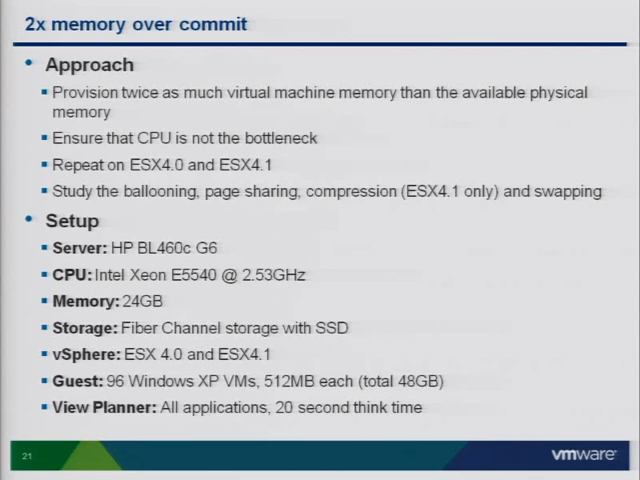 2x memory over commit
• Approach
▪ Provision twice as much virtual machine memory than the available physical
memory
▪ Ensure that CPU is not the bottleneck
▪ Repeat on ESX4.0 and ESX4.1
▪ Study the ballooning, page sharing, compression (ESX4.1 only) and swapping
• Setup
▪ Server: HP BL460c G6
▪ CPU: Intel Xeon E5540 @ 2.53GHz
▪ Memory: 24GB
▪ Storage: Fiber Channel storage with SSD
▪ vSphere: ESX 4.0 and ESX4.1
▪ Guest: 96 Windows XP VMs, 512MB each (total 48GB)
▪ View Planner: All applications, 20 second think time
21
vmware